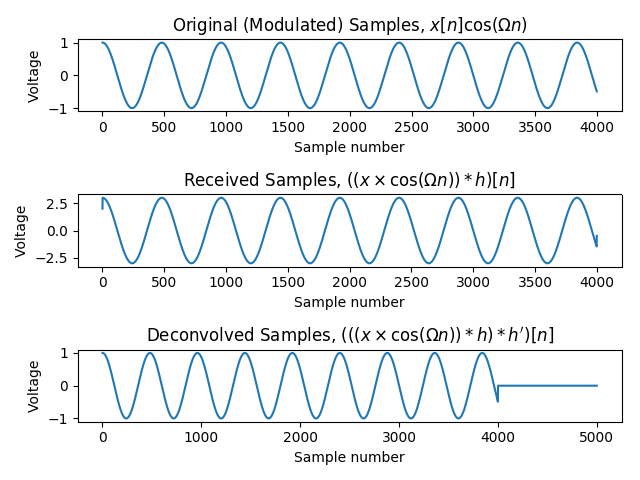 Original (Modulated) Samples, x[n]cos(Ωn)
1
0
−1
Voltage
0 500 1000 1500 2000 2500 3000 3500 4000
Sample number
Received Samples, ((x × cos(Ωn)) * h)[n]
2.5
0.0
−2.5
Voltage
0 500 1000 1500 2000 2500 3000 3500 4000
Sample number
Deconvolved Samples, (((x × cos(Ωn)) * h) * h′)[n]
1
0
−1
Voltage
0 1000 2000 3000 4000 5000
Sample number